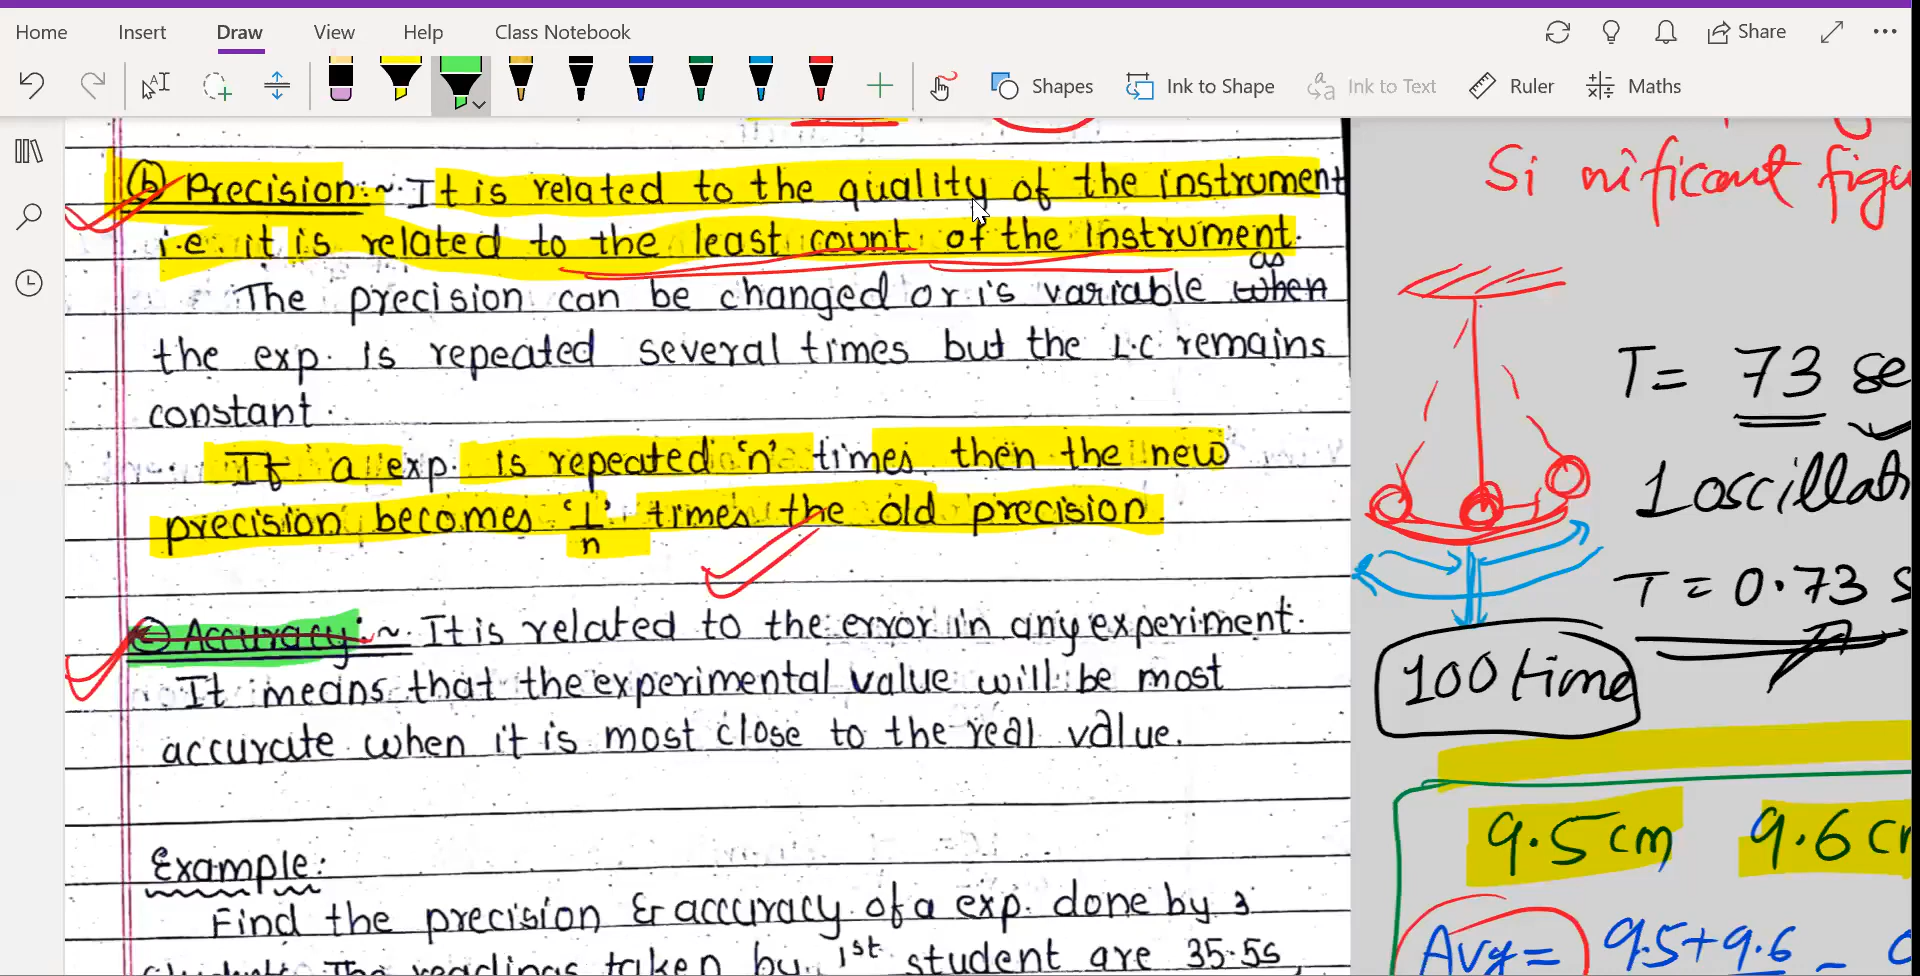 Home Insert Draw View Help Class Notebook Share
Shapes Ink to Shape Ink to Text Ruler Maths
(b) Precision :~ It is related to the quality of the instrument
i.e. it is related to the least count of the instrument.
The precision can be changed or is variable when as
the exp. is repeated several times but the L.C remains
constant.
If a exp. is repeated 'n' times then the new
precision becomes '1/n' times the old precision.
(c) Accuracy :~ It is related to the error in any experiment.
It means that the experimental value will be most
accurate when it is most close to the real value.
Example:
Find the precision & accuracy of a exp. done by 3
The readings taken by 1st student are 35.5s,
Si nificant figu
T = 73 se
1 oscillati
T = 0.73 s
100 time
9.5 cm 9.6 c
Avg = 9.5+9.6 =